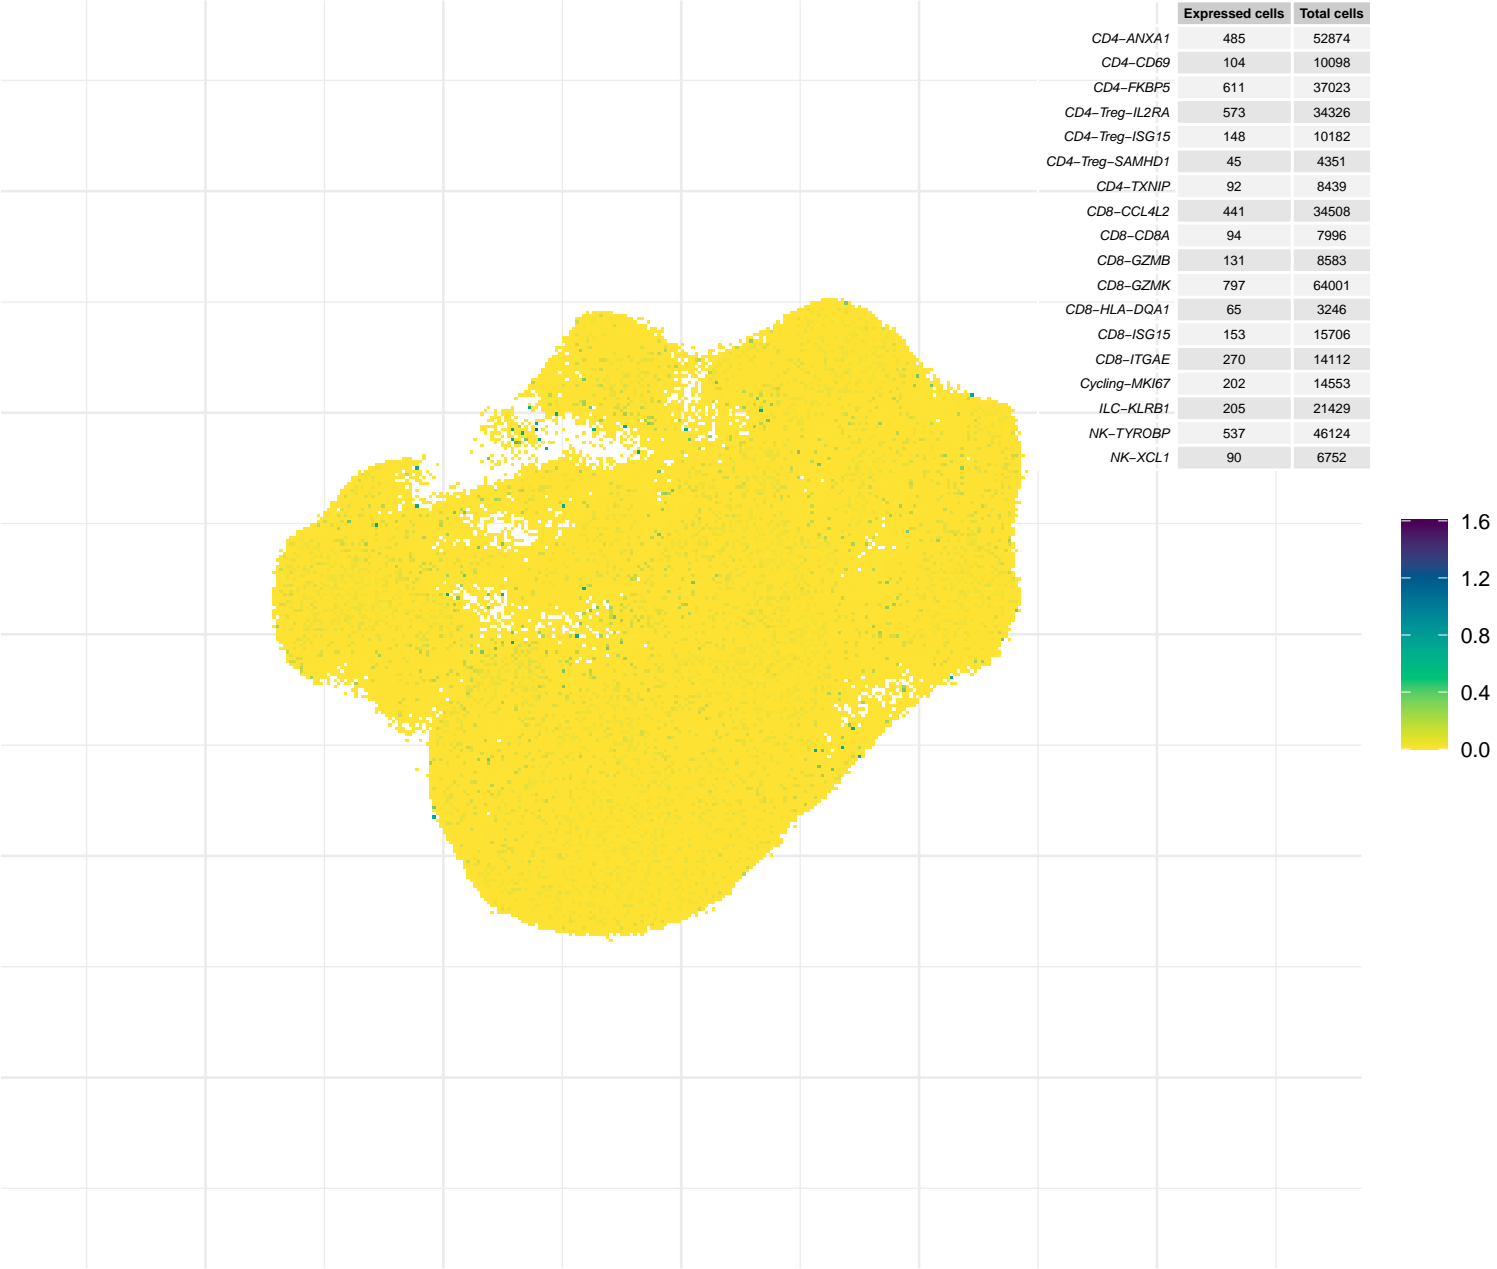 Expressed cells Total cells
CD4−ANXA1 485 52874
CD4−CD69 104 10098
CD4−FKBP5 611 37023
CD4−Treg−IL2RA 573 34326
CD4−Treg−ISG15 148 10182
CD4−Treg−SAMHD1 45 4351
CD4−TXNIP 92 8439
CD8−CCL4L2 441 34508
CD8−CD8A 94 7996
CD8−GZMB 131 8583
CD8−GZMK 797 64001
CD8−HLA−DQA1 65 3246
CD8−ISG15 153 15706
CD8−ITGAE 270 14112
Cycling−MKI67 202 14553
ILC−KLRB1 205 21429
NK−TYROBP 537 46124
NK−XCL1 90 6752
1.6
1.2
0.8
0.4
0.0